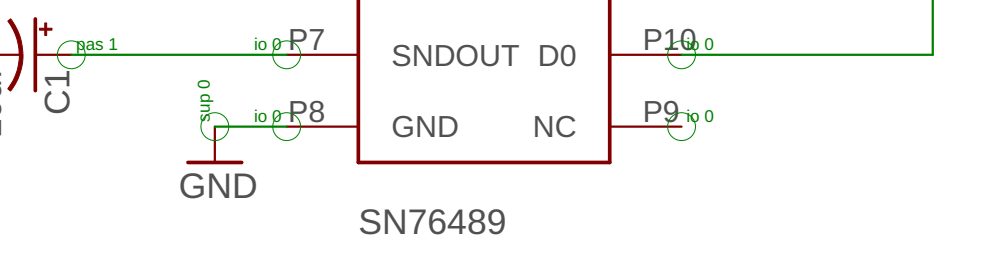 +
pas 1 io 0 P7 SNDOUT D0 P10 io 0
C1
sup 0
io 0 P8 GND NC P9 io 0
GND
SN76489